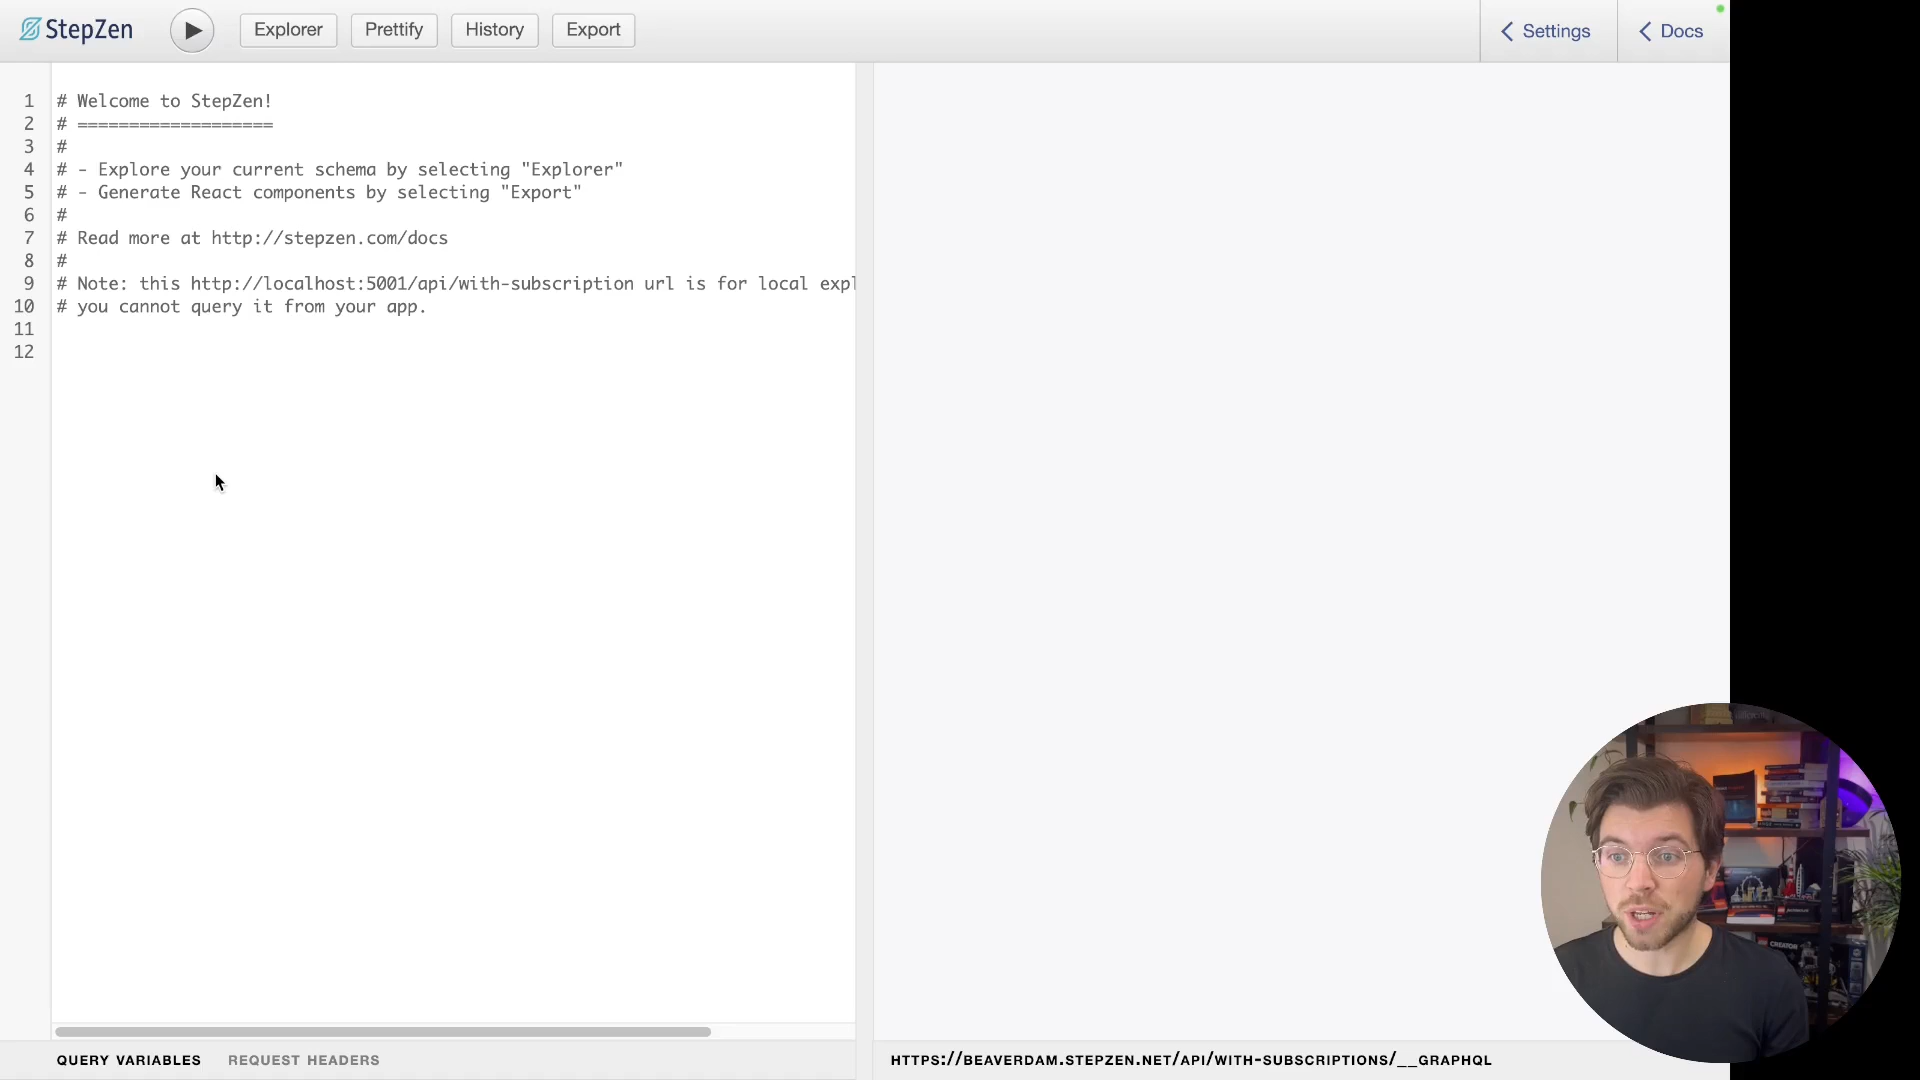 StepZen
Explorer
Prettify
History
Export
Settings
Docs
1 # Welcome to StepZen!
2 # ===================
3 #
4 # - Explore your current schema by selecting "Explorer"
5 # - Generate React components by selecting "Export"
6 #
7 # Read more at http://stepzen.com/docs
8 #
9 # Note: this http://localhost:5001/api/with-subscription url is for local expl
10 # you cannot query it from your app.
11
12
QUERY VARIABLES
REQUEST HEADERS
HTTPS://BEAVERDAM.STEPZEN.NET/API/WITH-SUBSCRIPTIONS/__GRAPHQL
CREATOR